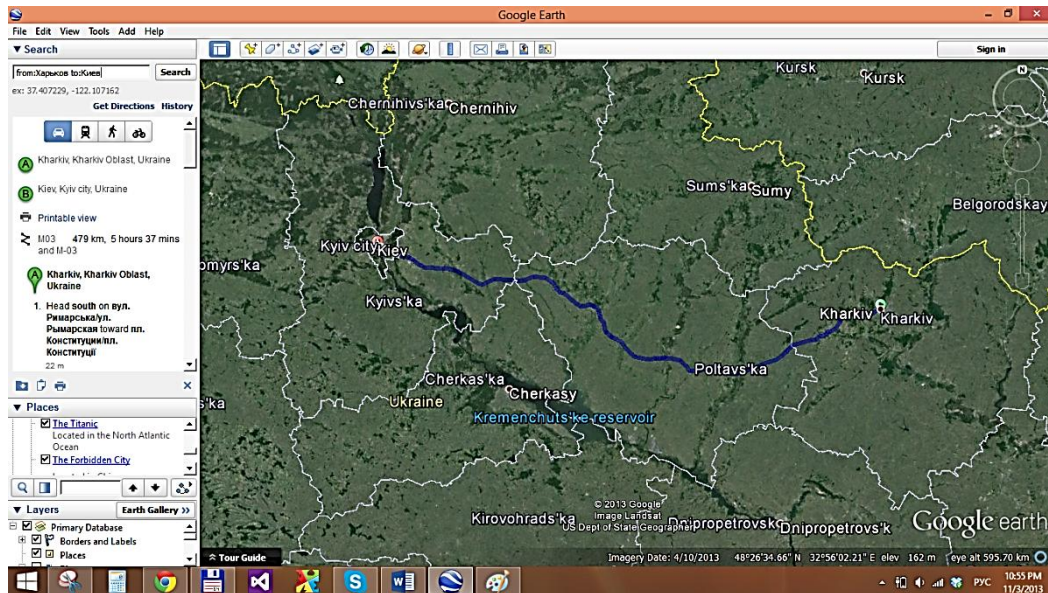 Google Earth
File Edit View Tools Add Help
Search
from:Харьков to:Киев
Search
ex: 37.407229, -122.107162
Get Directions History
A
Kharkiv, Kharkiv Oblast, Ukraine
B
Kiev, Kyiv city, Ukraine
Printable view
M03 479 km, 5 hours 37 mins
and M-03
A
Kharkiv, Kharkiv Oblast,
Ukraine
1. Head south on вул.
Римарська/ул.
Рымарская toward пл.
Конституции/пл.
Конституції
22 m
Places
The Titanic
Located in the North Atlantic
Ocean
The Forbidden City
Layers
Earth Gallery >>
Primary Database
Borders and Labels
Places
Sign in
N
Kursk
Kursk
Chernihivs'ka
Chernihiv
Sums'ka
Sumy
Belgorodskay
Kyiv city
Kiev
omyrs'ka
Kyivs'ka
Kharkiv
Kharkiv
Poltavs'ka
Cherkas'ka
Cherkasy
's'ka
Ukraine
Kremenchuts'ke reservoir
Kirovohrads'ka
Dnipropetrovs'k
© 2013 Google
Image Landsat
US Dept of State Geographer
Google earth
Tour Guide
Imagery Date: 4/10/2013 48°26'34.66" N 32°56'02.21" E elev 162 m eye alt 595.70 km
РУС
10:55 PM
11/3/2013